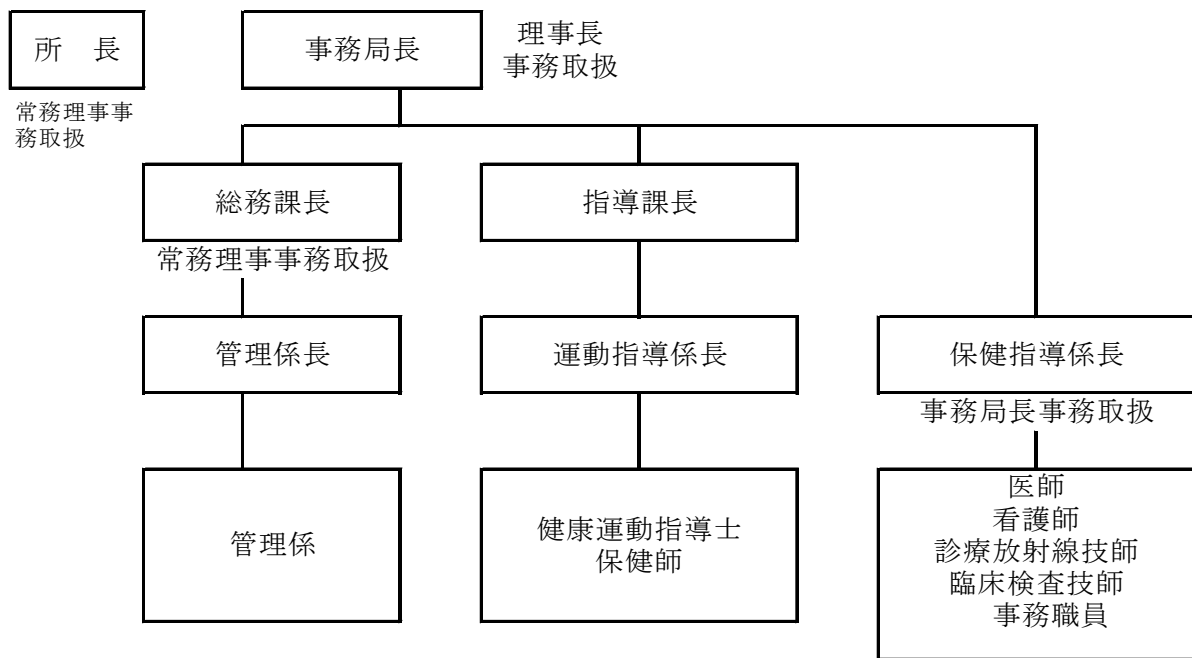 所　長
事務局長
理事長
事務取扱
常務理事事
務取扱
総務課長
指導課長
常務理事事務取扱
管理係長
運動指導係長
保健指導係長
事務局長事務取扱
管理係
健康運動指導士
保健師
医師
看護師
診療放射線技師
臨床検査技師
事務職員